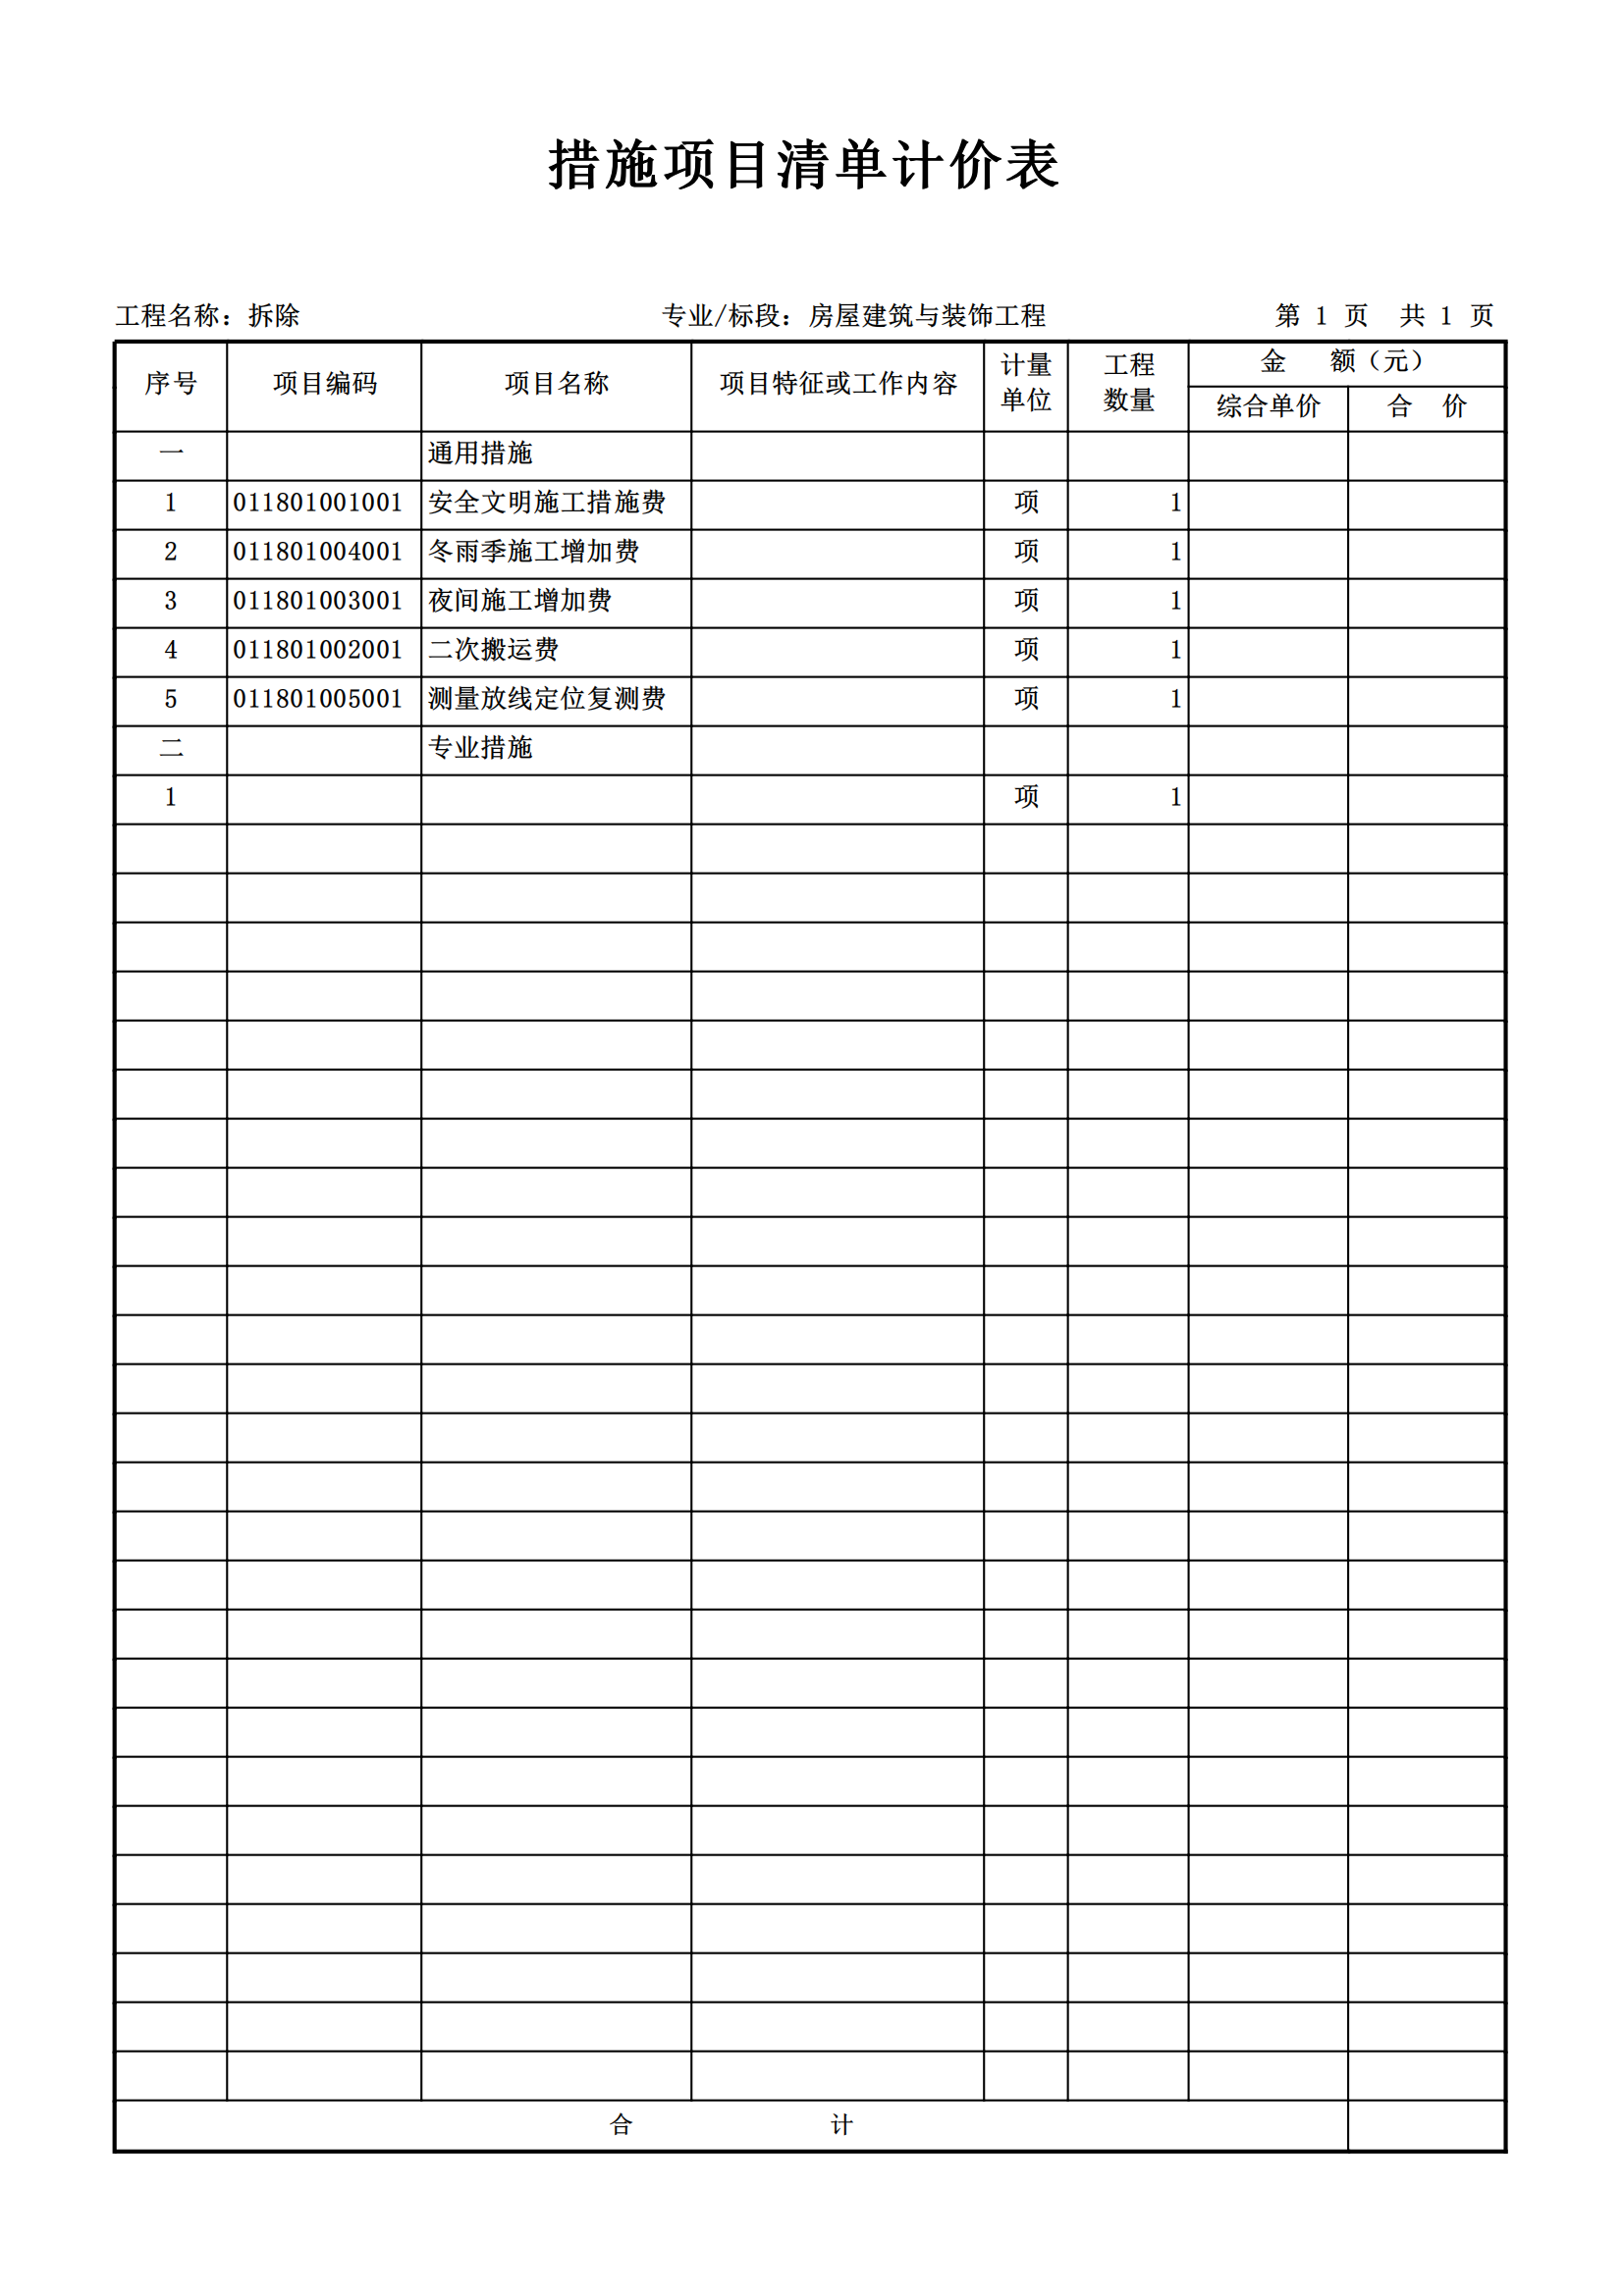 措施项目清单计价表
工程名称：拆除 专业/标段：房屋建筑与装饰工程 第 1 页 共 1 页
序号 项目编码 项目名称 项目特征或工作内容 计量单位 工程数量 金 额（元）
综合单价 合 价
一 通用措施
1 011801001001 安全文明施工措施费 项 1
2 011801004001 冬雨季施工增加费 项 1
3 011801003001 夜间施工增加费 项 1
4 011801002001 二次搬运费 项 1
5 011801005001 测量放线定位复测费 项 1
二 专业措施
1 项 1
合 计